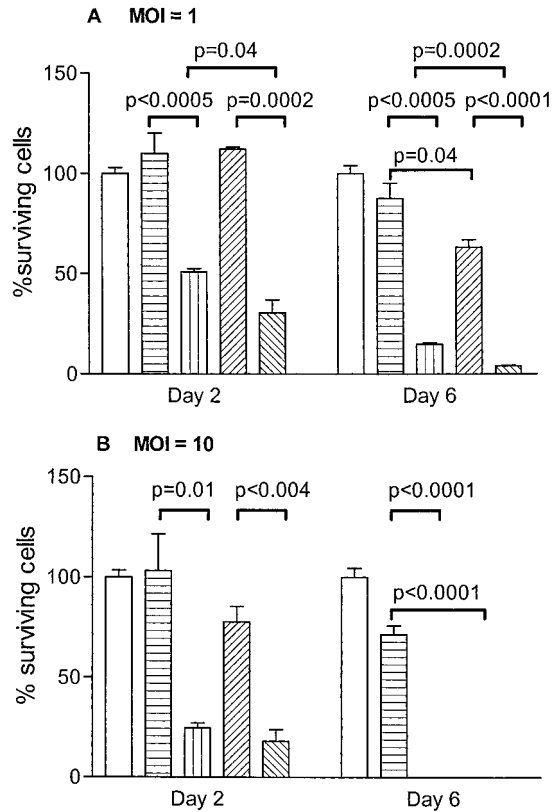 A MOI = 1
p=0.04 p=0.0002
150
p<0.0005 p=0.0002 p<0.0005 p<0.0001
p=0.04
100
50
0
%surviving cells
Day 2 Day 6
B MOI = 10
150
p=0.01 p<0.004 p<0.0001
100
p<0.0001
50
0
% surviving cells
Day 2 Day 6